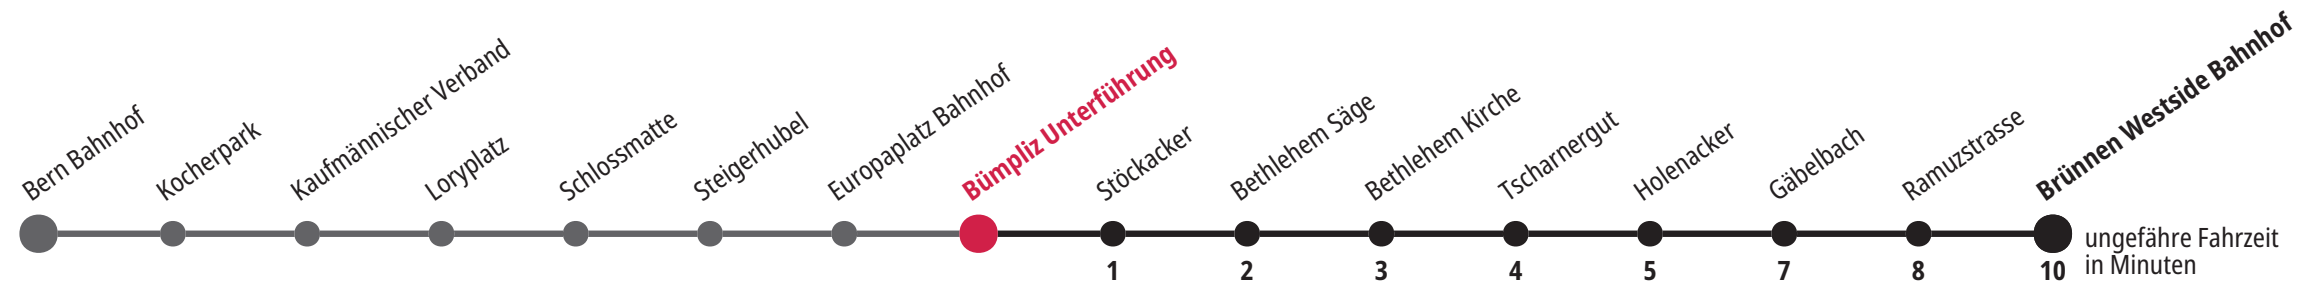 Bern Bahnhof
Kocherpark
Kaufmännischer Verband
Loryplatz
Schlossmatte
Steigerhubel
Europaplatz Bahnhof
Bümpliz Unterführung
Stöckacker
Bethlehem Säge
Bethlehem Kirche
Tscharnergut
Holenacker
Gäbelbach
Ramuzstrasse
Brünnen Westside Bahnhof
1 2 3 4 5 7 8 10
ungefähre Fahrzeit
in Minuten